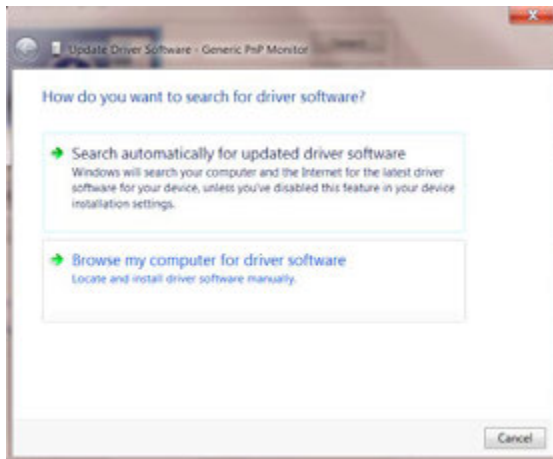 Update Driver Software - Generic PnP Monitor
How do you want to search for driver software?
Search automatically for updated driver software
Windows will search your computer and the Internet for the latest driver
software for your device, unless you've disabled this feature in your device
installation settings.
Browse my computer for driver software
Locate and install driver software manually.
Cancel